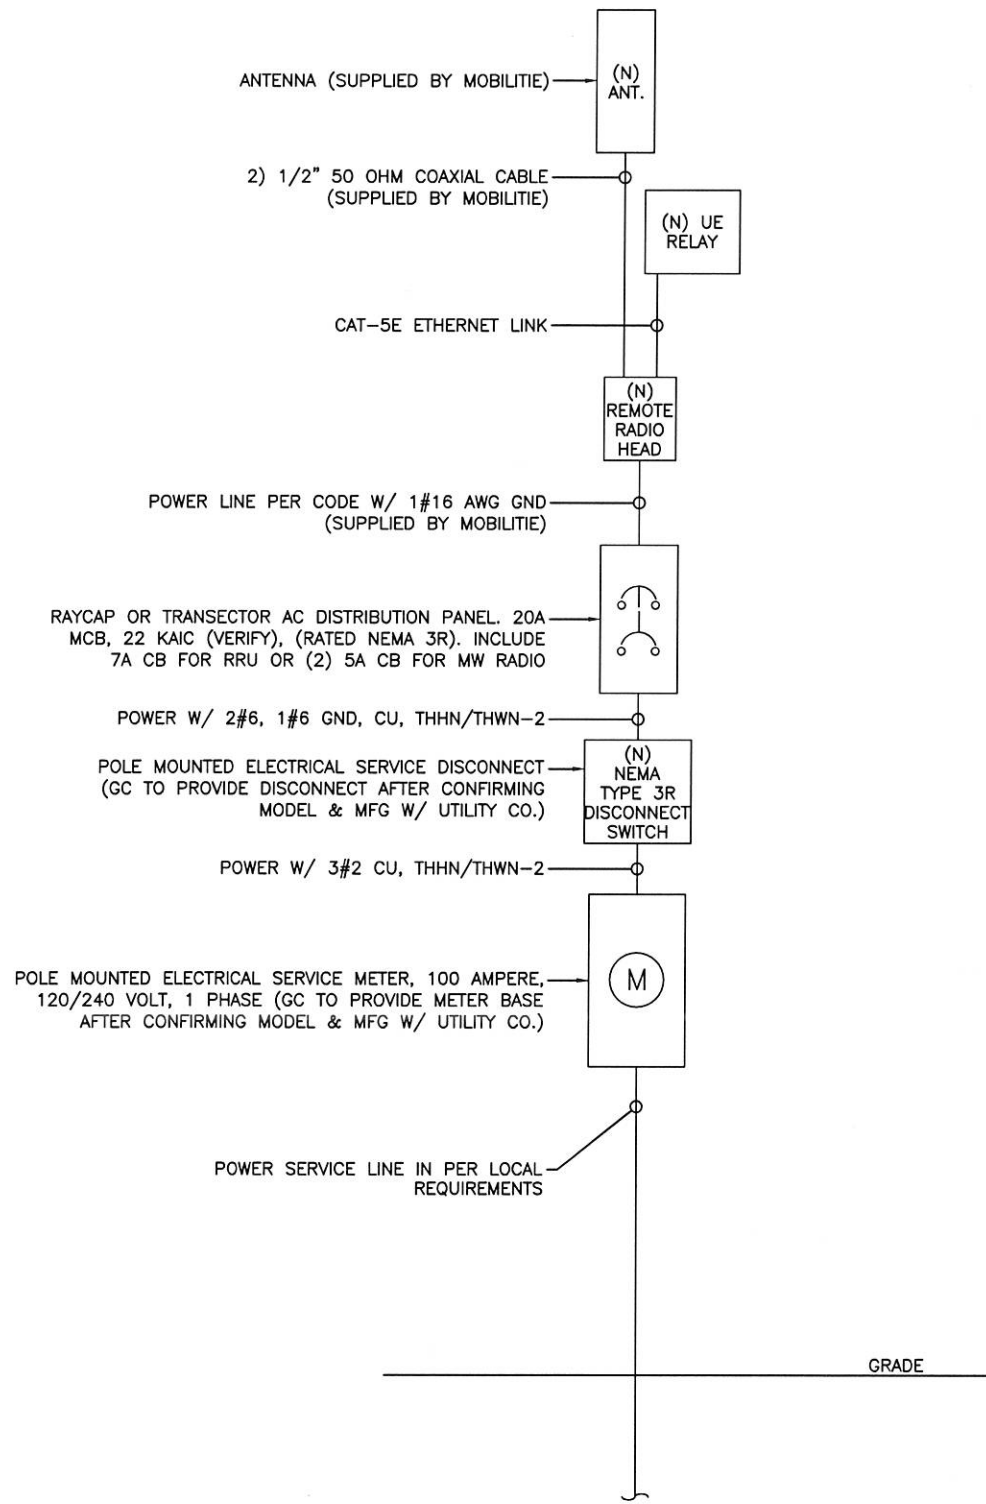 (N)
ANT.
ANTENNA (SUPPLIED BY MOBILITIE)
2) 1/2" 50 OHM COAXIAL CABLE
(SUPPLIED BY MOBILITIE)
(N) UE
RELAY
CAT-5E ETHERNET LINK
(N)
REMOTE
RADIO
HEAD
POWER LINE PER CODE W/ 1#16 AWG GND
(SUPPLIED BY MOBILITIE)
RAYCAP OR TRANSECTOR AC DISTRIBUTION PANEL. 20A
MCB, 22 KAIC (VERIFY), (RATED NEMA 3R). INCLUDE
7A CB FOR RRU OR (2) 5A CB FOR MW RADIO
POWER W/ 2#6, 1#6 GND, CU, THHN/THWN-2
POLE MOUNTED ELECTRICAL SERVICE DISCONNECT
(GC TO PROVIDE DISCONNECT AFTER CONFIRMING
MODEL & MFG W/ UTILITY CO.)
(N)
NEMA
TYPE 3R
DISCONNECT
SWITCH
POWER W/ 3#2 CU, THHN/THWN-2
M
POLE MOUNTED ELECTRICAL SERVICE METER, 100 AMPERE,
120/240 VOLT, 1 PHASE (GC TO PROVIDE METER BASE
AFTER CONFIRMING MODEL & MFG W/ UTILITY CO.)
POWER SERVICE LINE IN PER LOCAL
REQUIREMENTS
GRADE